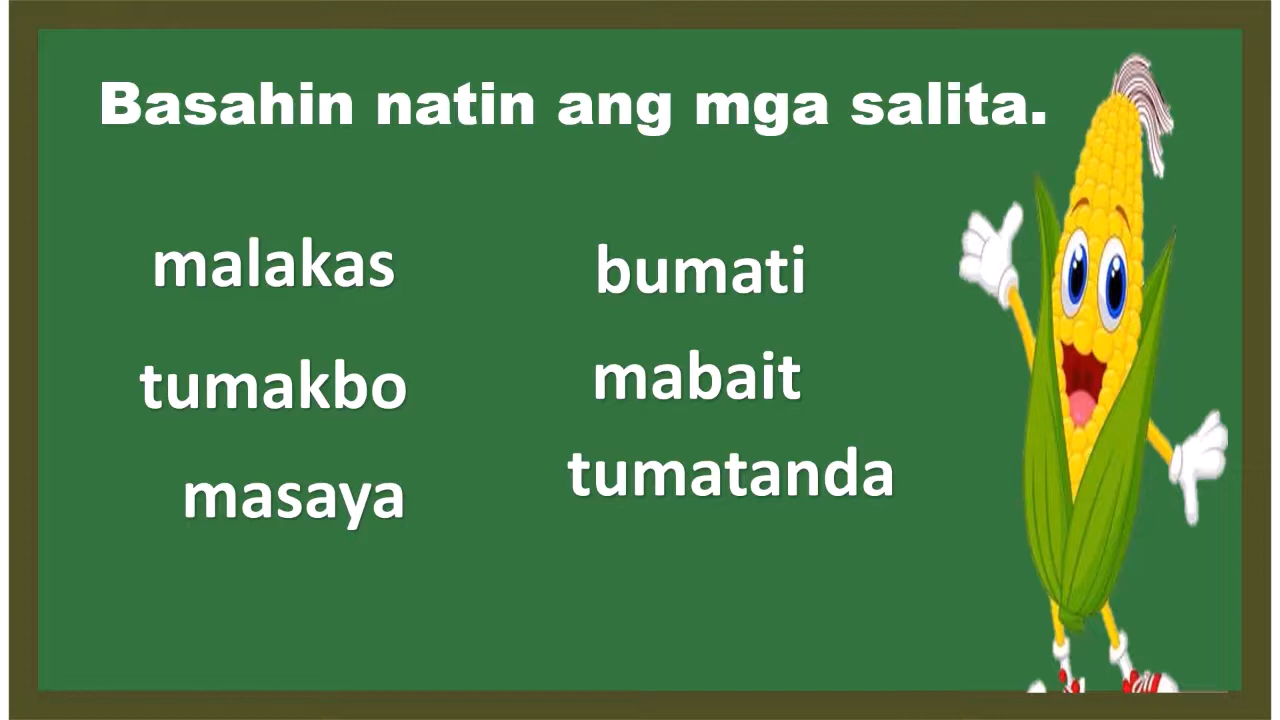 Basahin natin ang mga salita.
malakas
tumakbo
masaya
bumati
mabait
tumatanda